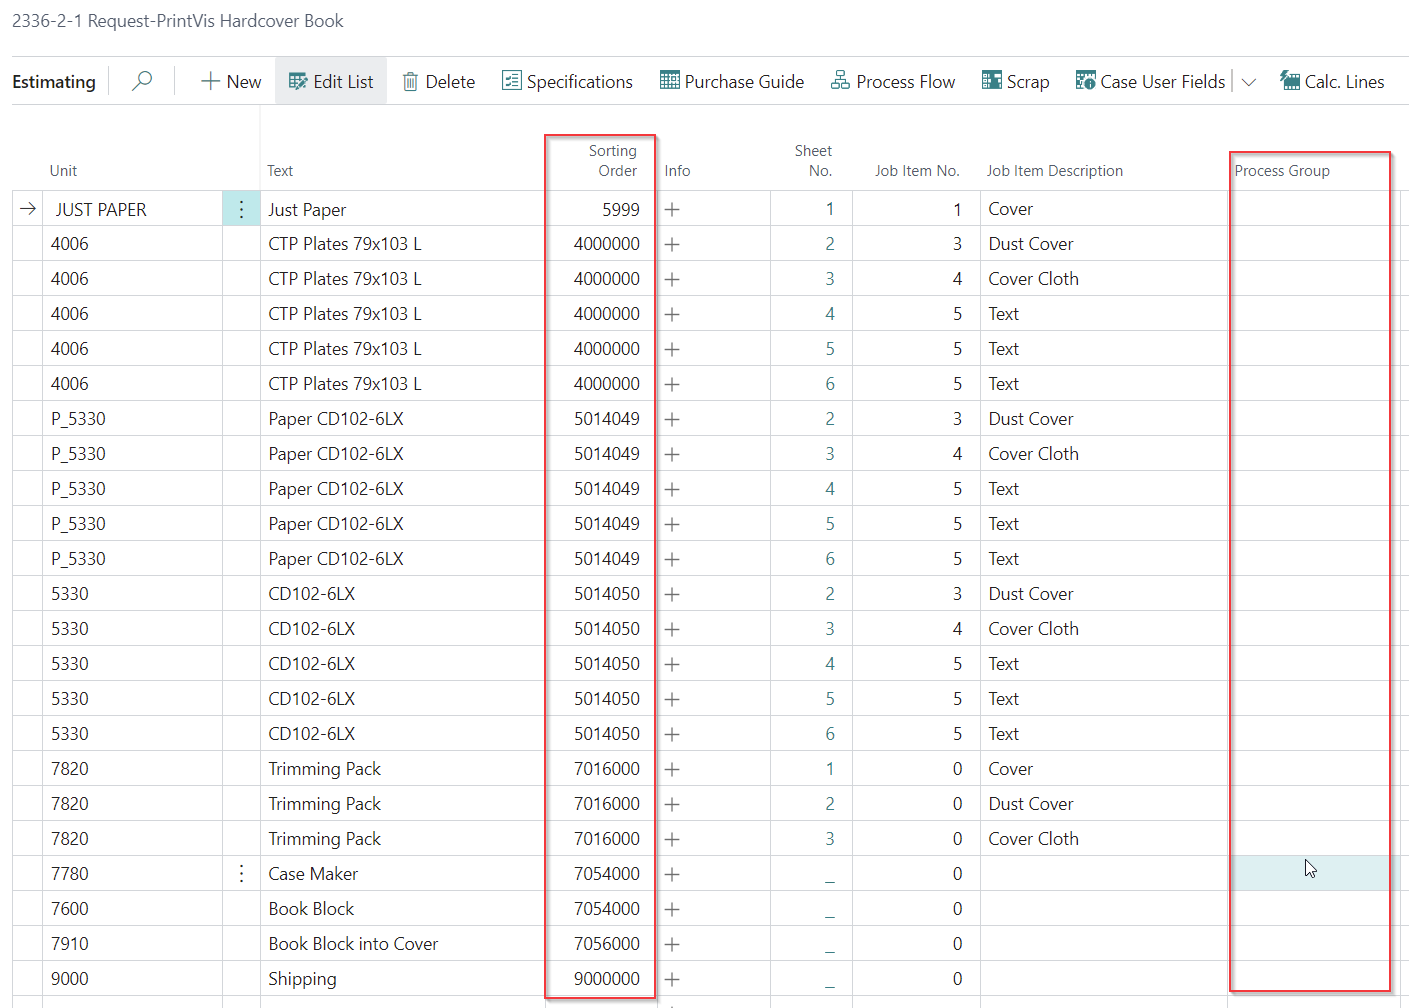 2336-2-1 Request-PrintVis Hardcover Book
Estimating New Edit List Delete Specifications Purchase Guide Process Flow Scrap Case User Fields Calc. Lines
Unit Text Sorting Order Info Sheet No. Job Item No. Job Item Description Process Group
JUST PAPER Just Paper 5999 1 1 Cover
4006 CTP Plates 79x103 L 4000000 2 3 Dust Cover
4006 CTP Plates 79x103 L 4000000 3 4 Cover Cloth
4006 CTP Plates 79x103 L 4000000 4 5 Text
4006 CTP Plates 79x103 L 4000000 5 5 Text
4006 CTP Plates 79x103 L 4000000 6 5 Text
P_5330 Paper CD102-6LX 5014049 2 3 Dust Cover
P_5330 Paper CD102-6LX 5014049 3 4 Cover Cloth
P_5330 Paper CD102-6LX 5014049 4 5 Text
P_5330 Paper CD102-6LX 5014049 5 5 Text
P_5330 Paper CD102-6LX 5014049 6 5 Text
5330 CD102-6LX 5014050 2 3 Dust Cover
5330 CD102-6LX 5014050 3 4 Cover Cloth
5330 CD102-6LX 5014050 4 5 Text
5330 CD102-6LX 5014050 5 5 Text
5330 CD102-6LX 5014050 6 5 Text
7820 Trimming Pack 7016000 1 0 Cover
7820 Trimming Pack 7016000 2 0 Dust Cover
7820 Trimming Pack 7016000 3 0 Cover Cloth
7780 Case Maker 7054000 _ 0
7600 Book Block 7054000 _ 0
7910 Book Block into Cover 7056000 _ 0
9000 Shipping 9000000 _ 0